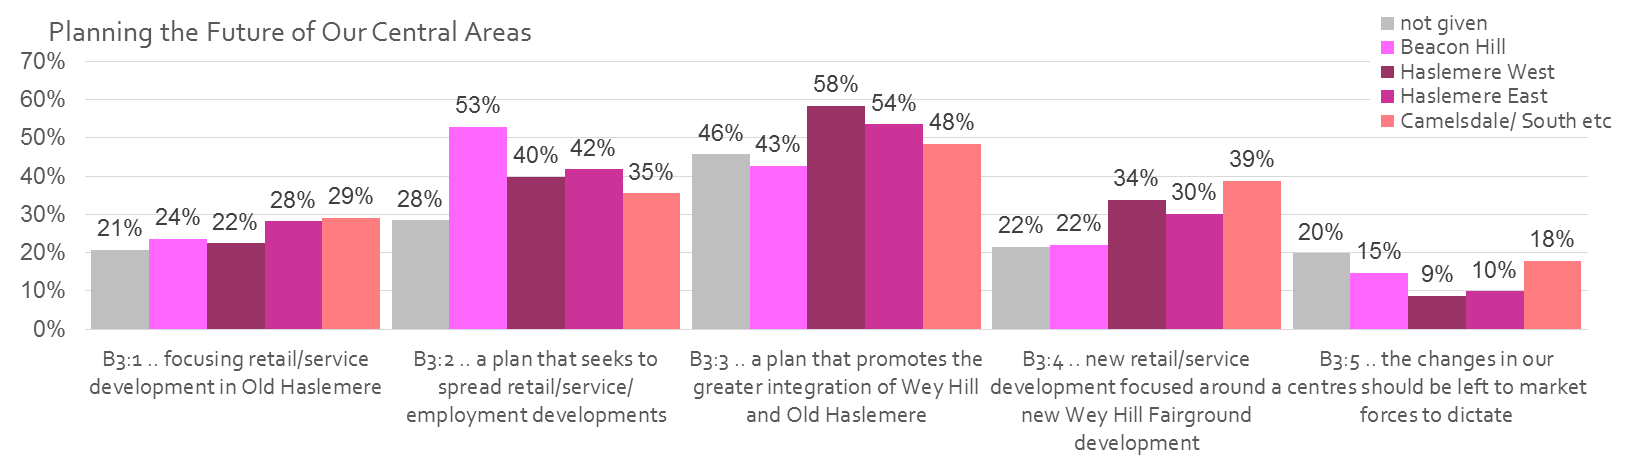 Planning the Future of Our Central Areas
not given
Beacon Hill
Haslemere West
Haslemere East
Camelsdale/ South etc
70%
60%
50%
40%
30%
20%
10%
0%
21%
24%
22%
28%
29%
28%
53%
40%
42%
35%
46%
43%
58%
54%
48%
22%
22%
34%
30%
39%
20%
15%
9%
10%
18%
B3:1 .. focusing retail/service
development in Old Haslemere
B3:2 .. a plan that seeks to
spread retail/service/
employment developments
B3:3 .. a plan that promotes the
greater integration of Wey Hill
and Old Haslemere
B3:4 .. new retail/service
development focused around a
new Wey Hill Fairground
development
B3:5 .. the changes in our
centres should be left to market
forces to dictate